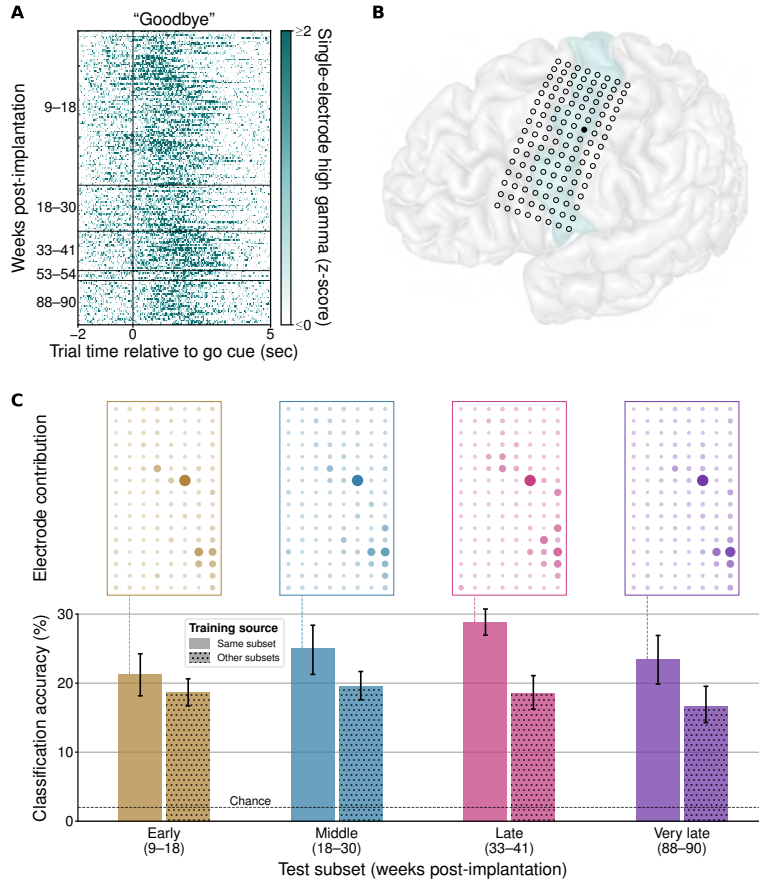 A
“Goodbye”
Weeks post-implantation
9–18
18–30
33–41
53–54
88–90
−2
0
5
Trial time relative to go cue (sec)
≥2
≤0
Single-electrode high gamma (z-score)
B
C
Electrode contribution
Classification accuracy (%)
30
20
10
0
Training source
Same subset
Other subsets
Chance
Early
(9–18)
Middle
(18–30)
Late
(33–41)
Very late
(88–90)
Test subset (weeks post-implantation)